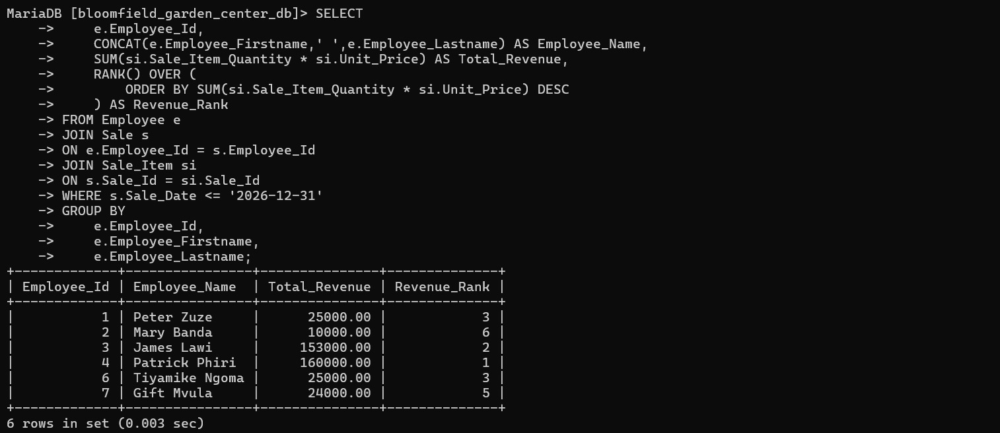 MariaDB [bloomfield_garden_center_db]> SELECT
    ->     e.Employee_Id,
    ->     CONCAT(e.Employee_Firstname,' ',e.Employee_Lastname) AS Employee_Name,
    ->     SUM(si.Sale_Item_Quantity * si.Unit_Price) AS Total_Revenue,
    ->     RANK() OVER (
    ->         ORDER BY SUM(si.Sale_Item_Quantity * si.Unit_Price) DESC
    ->     ) AS Revenue_Rank
    -> FROM Employee e
    -> JOIN Sale s
    -> ON e.Employee_Id = s.Employee_Id
    -> JOIN Sale_Item si
    -> ON s.Sale_Id = si.Sale_Id
    -> WHERE s.Sale_Date <= '2026-12-31'
    -> GROUP BY
    ->     e.Employee_Id,
    ->     e.Employee_Firstname,
    ->     e.Employee_Lastname;
+-------------+----------------+---------------+--------------+
| Employee_Id | Employee_Name  | Total_Revenue | Revenue_Rank |
+-------------+----------------+---------------+--------------+
|           1 | Peter Zuze     |      25000.00 |            3 |
|           2 | Mary Banda     |      10000.00 |            6 |
|           3 | James Lawi     |     153000.00 |            2 |
|           4 | Patrick Phiri  |     160000.00 |            1 |
|           6 | Tiyamike Ngoma |      25000.00 |            3 |
|           7 | Gift Mvula     |      24000.00 |            5 |
+-------------+----------------+---------------+--------------+
6 rows in set (0.003 sec)